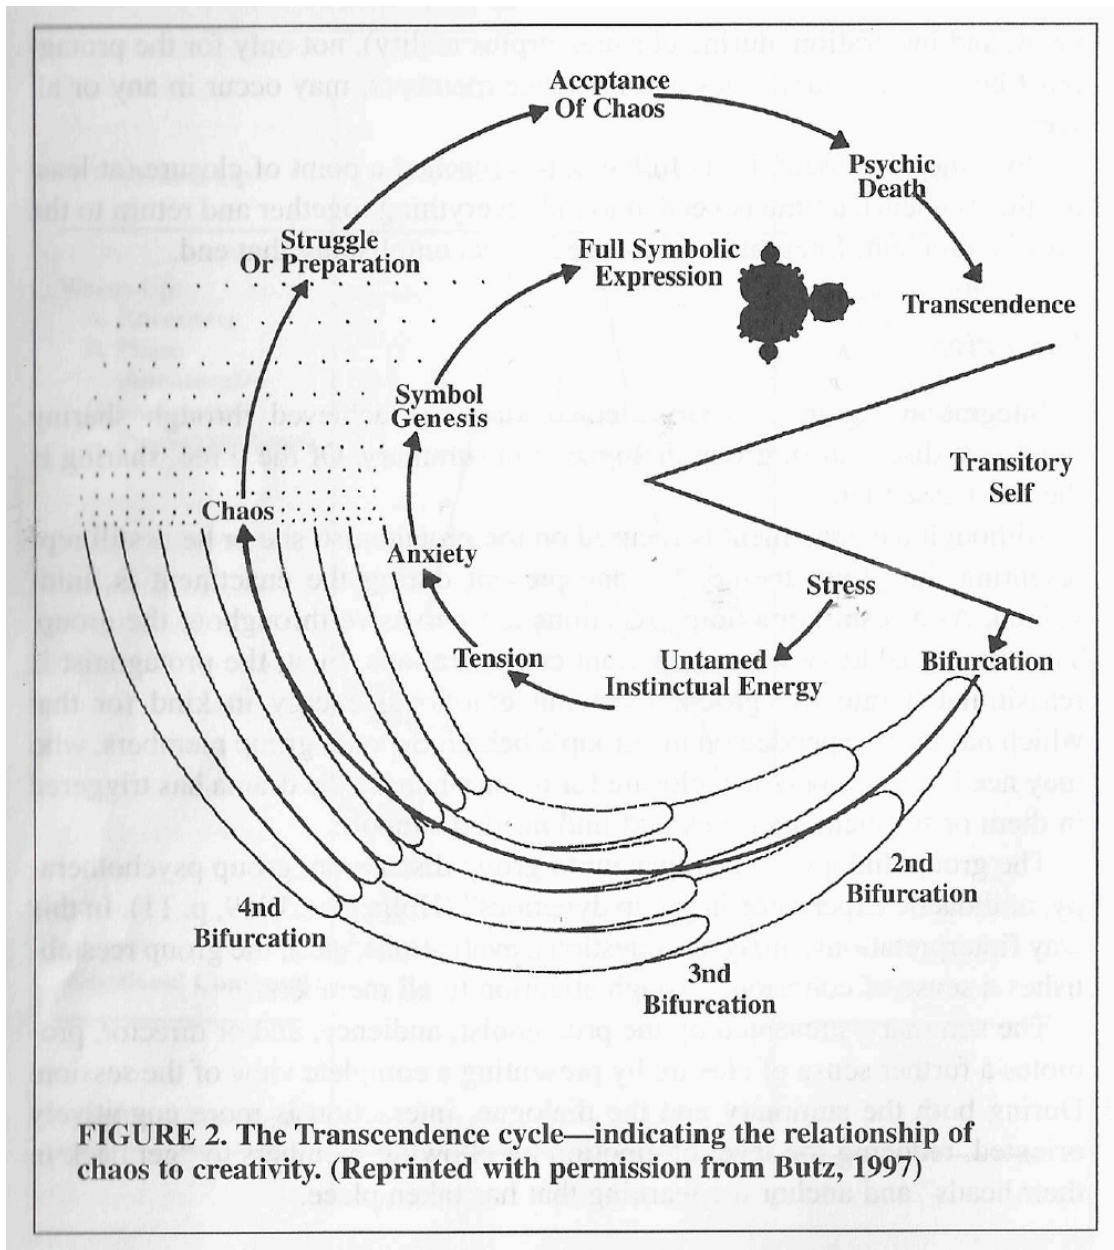 Accptance
Of Chaos
Psychic
Death
Struggle
Or Preparation
Full Symbolic
Expression
Transcendence
Symbol
Genesis
Transitory
Self
Chaos
Anxiety
Stress
Tension
Untamed
Instinctual Energy
Bifurcation
2nd
Bifurcation
4nd
Bifurcation
3nd
Bifurcation
FIGURE 2. The Transcendence cycle—indicating the relationship of
chaos to creativity. (Reprinted with permission from Butz, 1997)